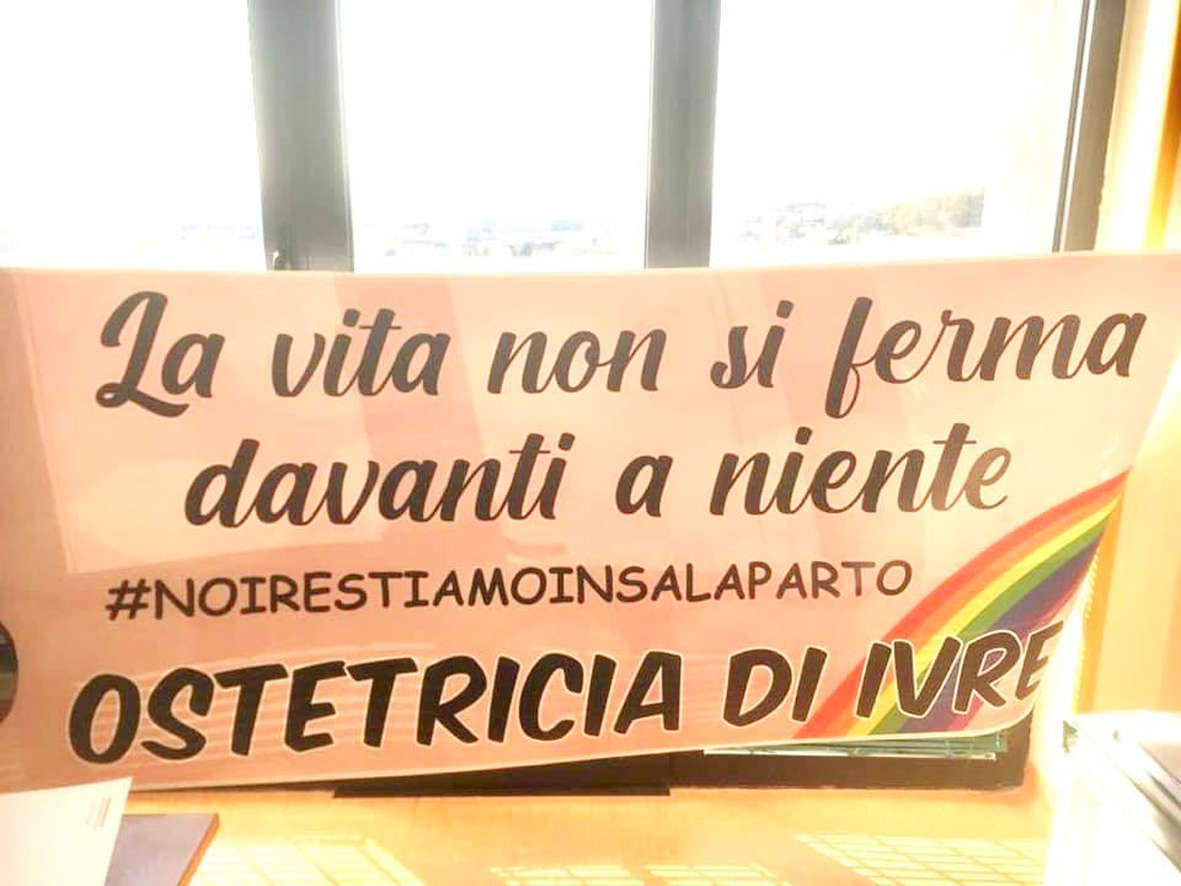 La vita non si ferma
davanti a niente
#NOIRESTIAMOINSALAPARTO
OSTETRICIA DI IVRE